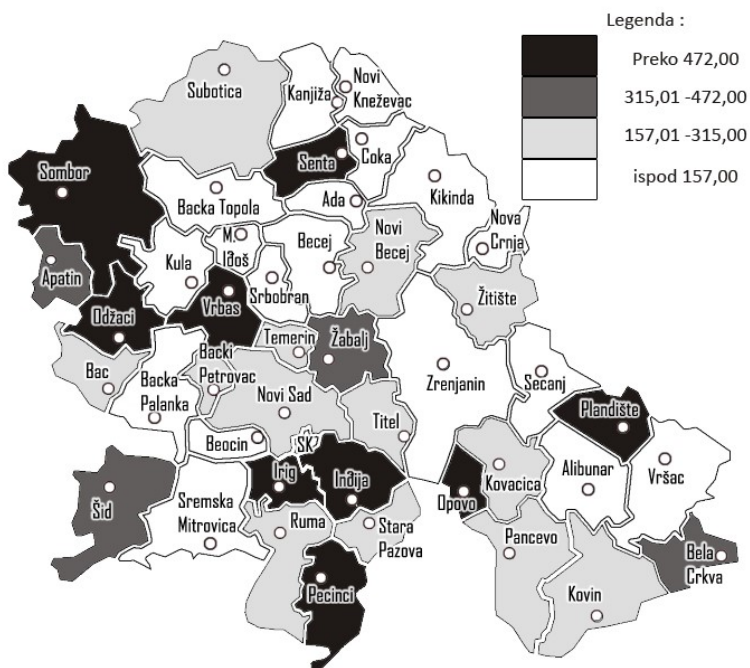 Legenda :
Preko 472,00
315,01 -472,00
157,01 -315,00
ispod 157,00
Subotica
Kanjiža
Novi
Kneževac
Sombor
Senta
Coka
Backa Topola
Ada
Kikinda
Apatin
Kula
M.
Iđoš
Becej
Novi
Becej
Nova
Crnja
Odžaci
Vrbas
Srbobran
Žitište
Bac
Backa
Palanka
Backi
Petrovac
Temerin
Žabalj
Novi Sad
Zrenjanin
Secanj
Titel
Plandište
Beocin
SK
Šid
Sremska
Mitrovica
Irig
Inđija
Opovo
Kovacica
Alibunar
Vršac
Ruma
Stara
Pazova
Pancevo
Bela
Crkva
Pecinci
Kovin